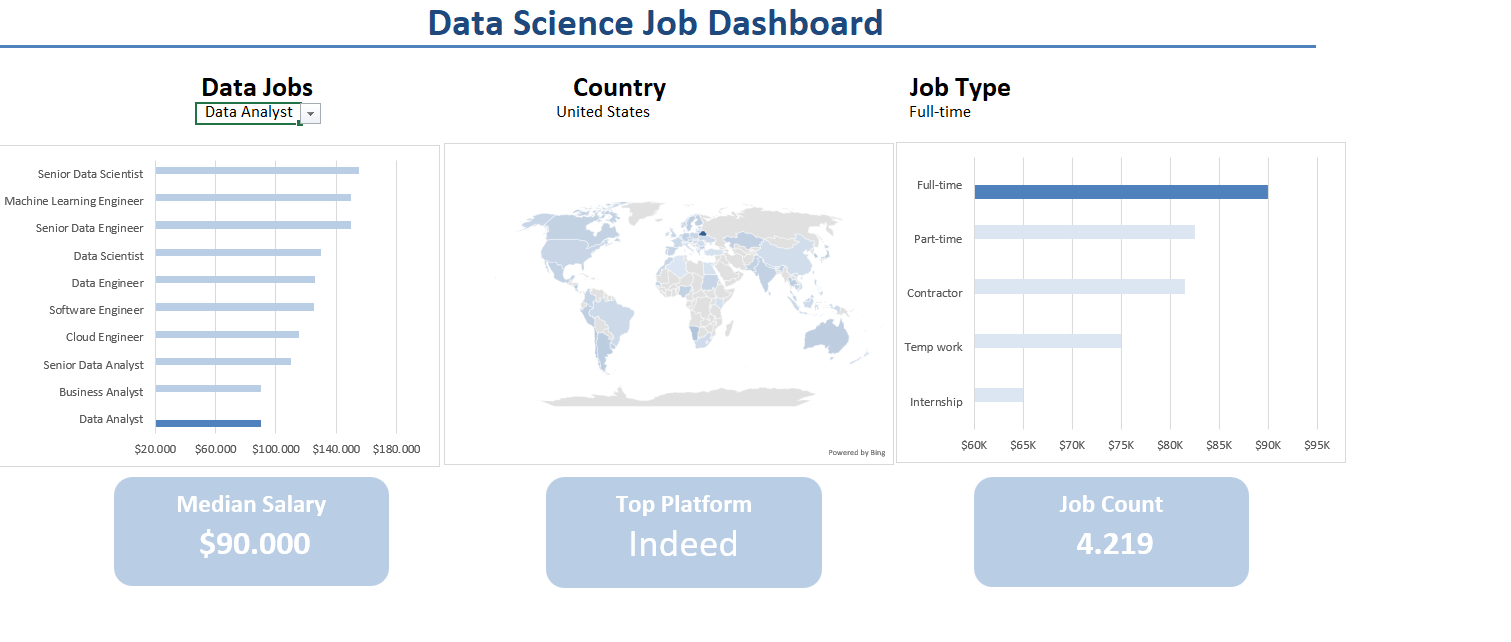 Data Science Job Dashboard
Data Jobs
Data Analyst
Country
United States
Job Type
Full-time
Senior Data Scientist
Machine Learning Engineer
Senior Data Engineer
Data Scientist
Data Engineer
Software Engineer
Cloud Engineer
Senior Data Analyst
Business Analyst
Data Analyst
$20.000 $60.000 $100.000 $140.000 $180.000
Powered by Bing
Full-time
Part-time
Contractor
Temp work
Internship
$60K $65K $70K $75K $80K $85K $90K $95K
Median Salary
$90.000
Top Platform
Indeed
Job Count
4.219